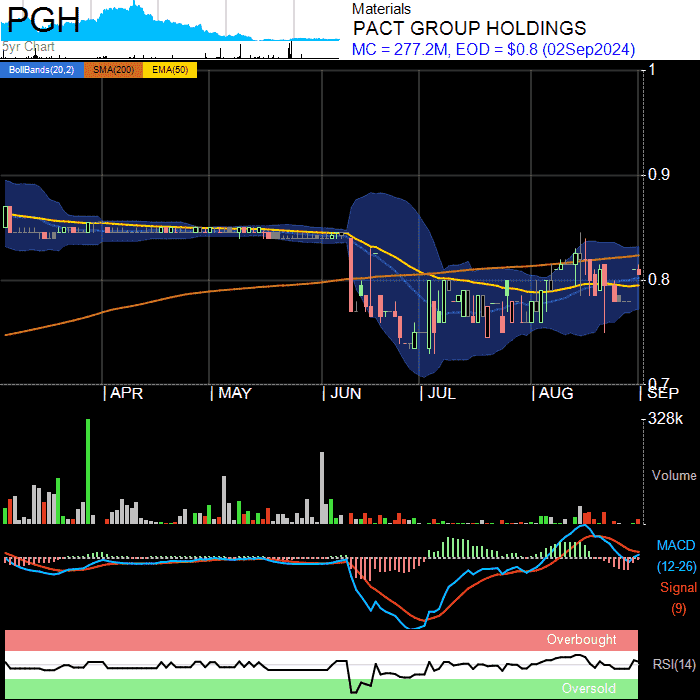 PGH
5yr Chart
Materials
PACT GROUP HOLDINGS
MC = 277.2M, EOD = $0.8 (02Sep2024)
BollBands(20,2) SMA(200) EMA(50)
1
0.9
0.8
0.7
APR MAY JUN JUL AUG SEP
328k
Volume
MACD
(12-26)
Signal
(9)
Overbought
RSI(14)
Oversold